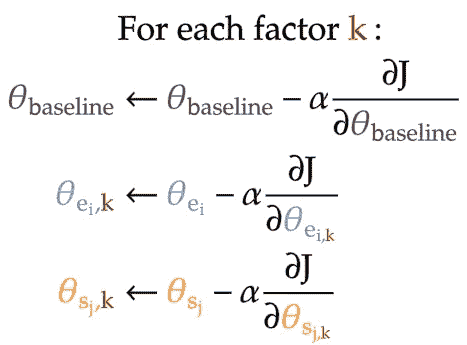 For each factor k:
θ_baseline ← θ_baseline − α ∂J/∂θ_baseline
θ_{e_i,k} ← θ_{e_i} − α ∂J/∂θ_{e_i,k}
θ_{s_j,k} ← θ_{s_j} − α ∂J/∂θ_{s_j,k}